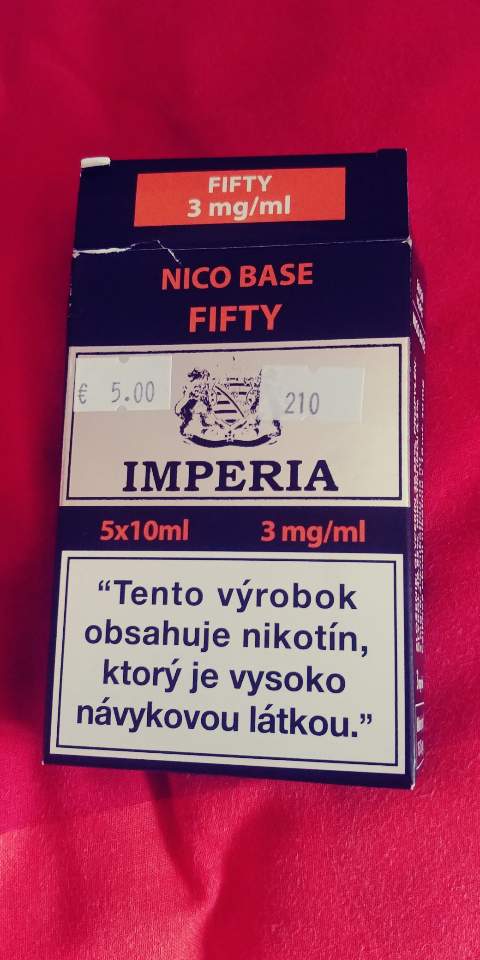 FIFTY
3 mg/ml
NICO BASE
FIFTY
€ 5.00
210
IMPERIA
5x10ml 3 mg/ml
“Tento výrobok
obsahuje nikotín,
ktorý je vysoko
návykovou látkou.”